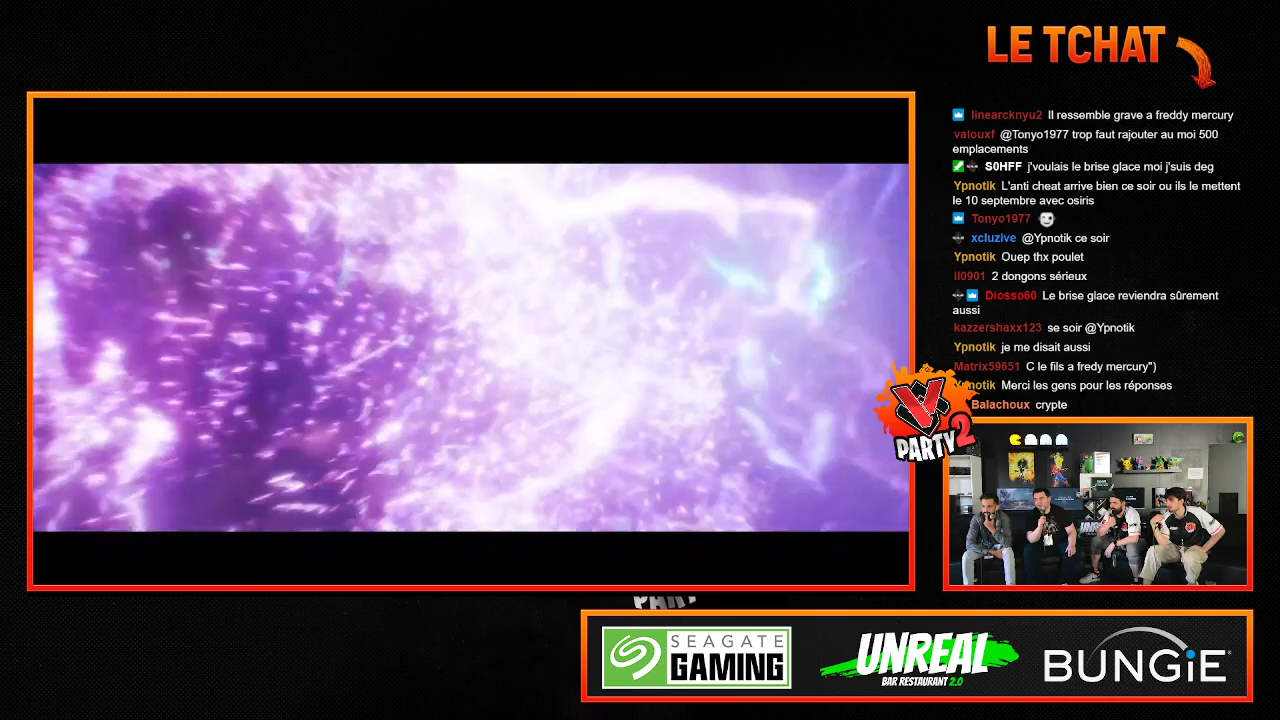 LE TCHAT
linearcknyu2 Il ressemble grave a freddy mercury
valouxf @Tonyo1977 trop faut rajouter au moi 500
emplacements
S0HFF j'voulais le brise glace moi j'suis deg
Ypnotik L'anti cheat arrive bien ce soir ou ils le mettent
le 10 septembre avec osiris
Tonyo1977
xcluzive @Ypnotik ce soir
Ypnotik Ouep thx poulet
ll0901 2 dongons sérieux
Diosso60 Le brise glace reviendra sûrement
aussi
kazzershaxx123 se soir @Ypnotik
Ypnotik je me disait aussi
Matrix59651 C le fils a fredy mercury")
Ypnotik Merci les gens pour les réponses
Balachoux crypte
V
PARTY 2
PARTY
SEAGATE
GAMING
UNREAL
BAR RESTAURANT 2.0
BUNGiE